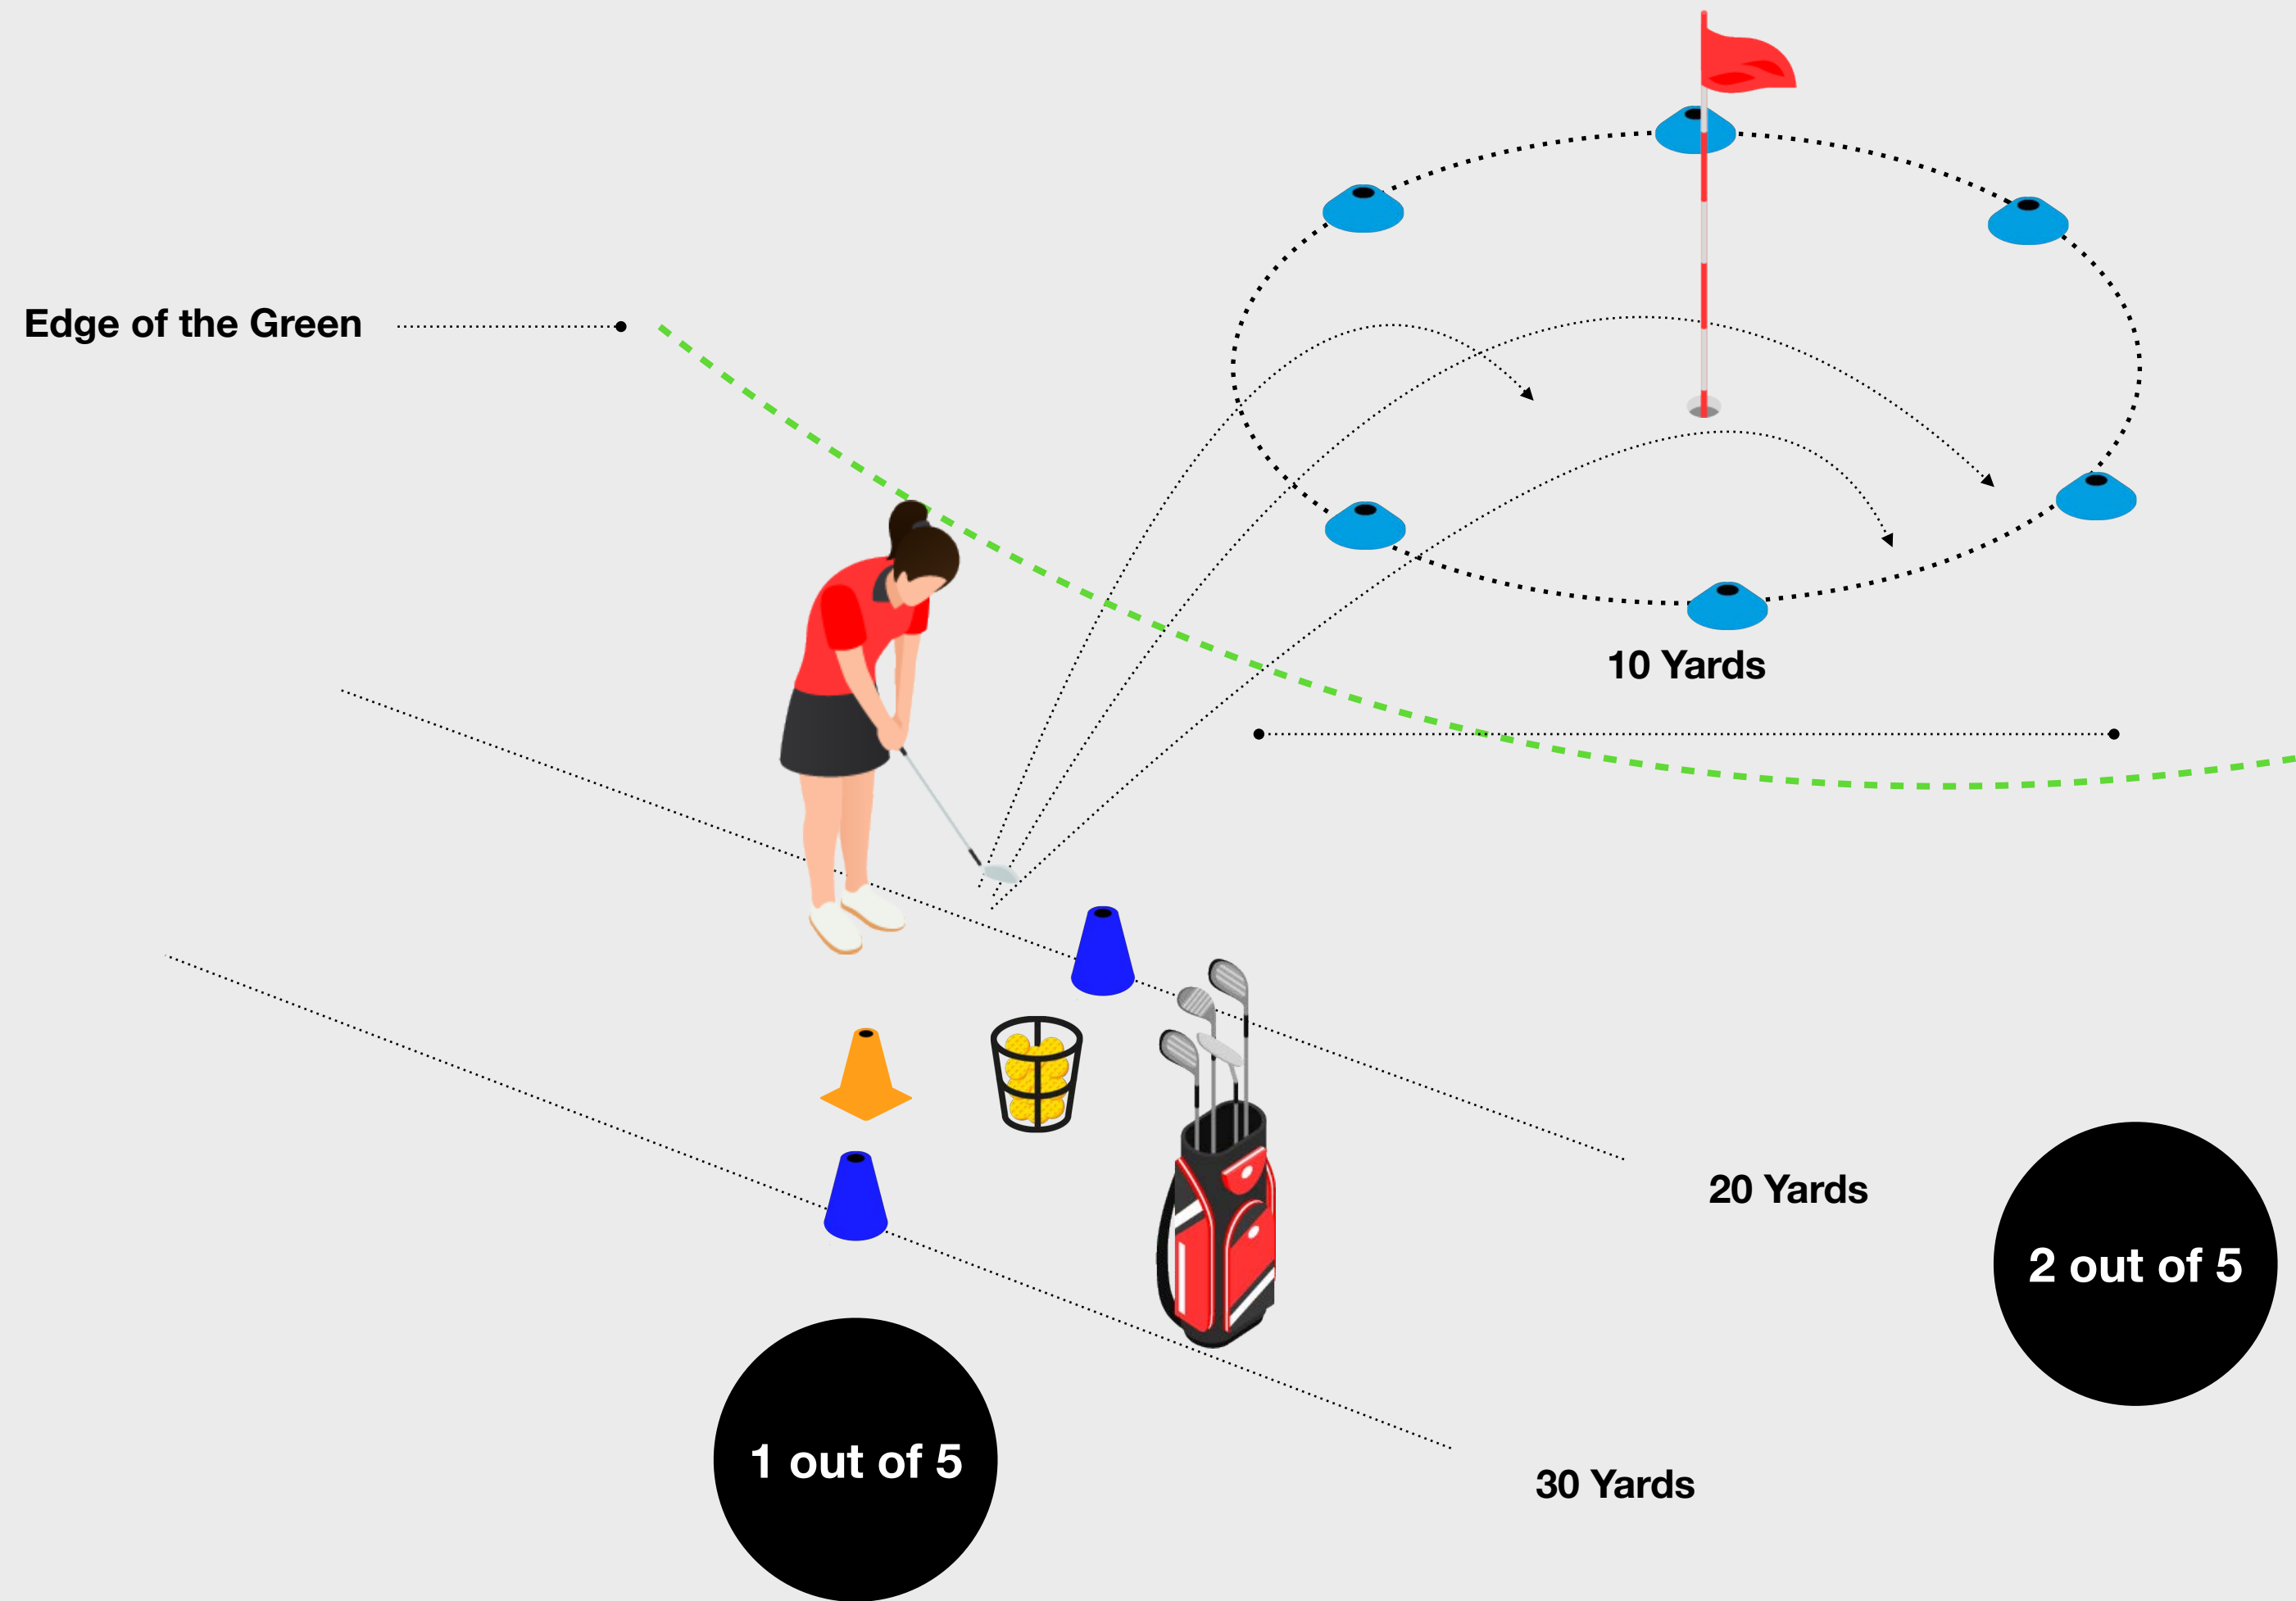 Edge of the Green
10 Yards
20 Yards
2 out of 5
1 out of 5
30 Yards